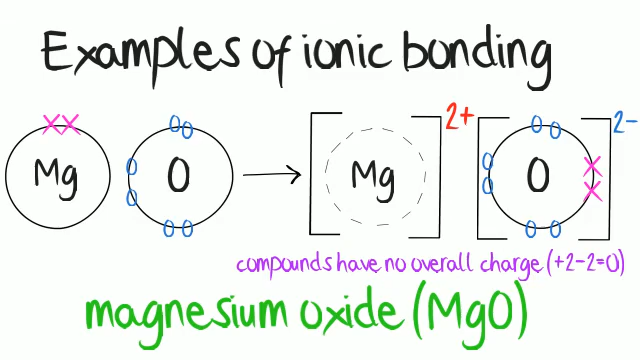 Examples of ionic bonding
Mg O → [Mg] 2+ [O] 2-
compounds have no overall charge (+2-2=0)
magnesium oxide (MgO)